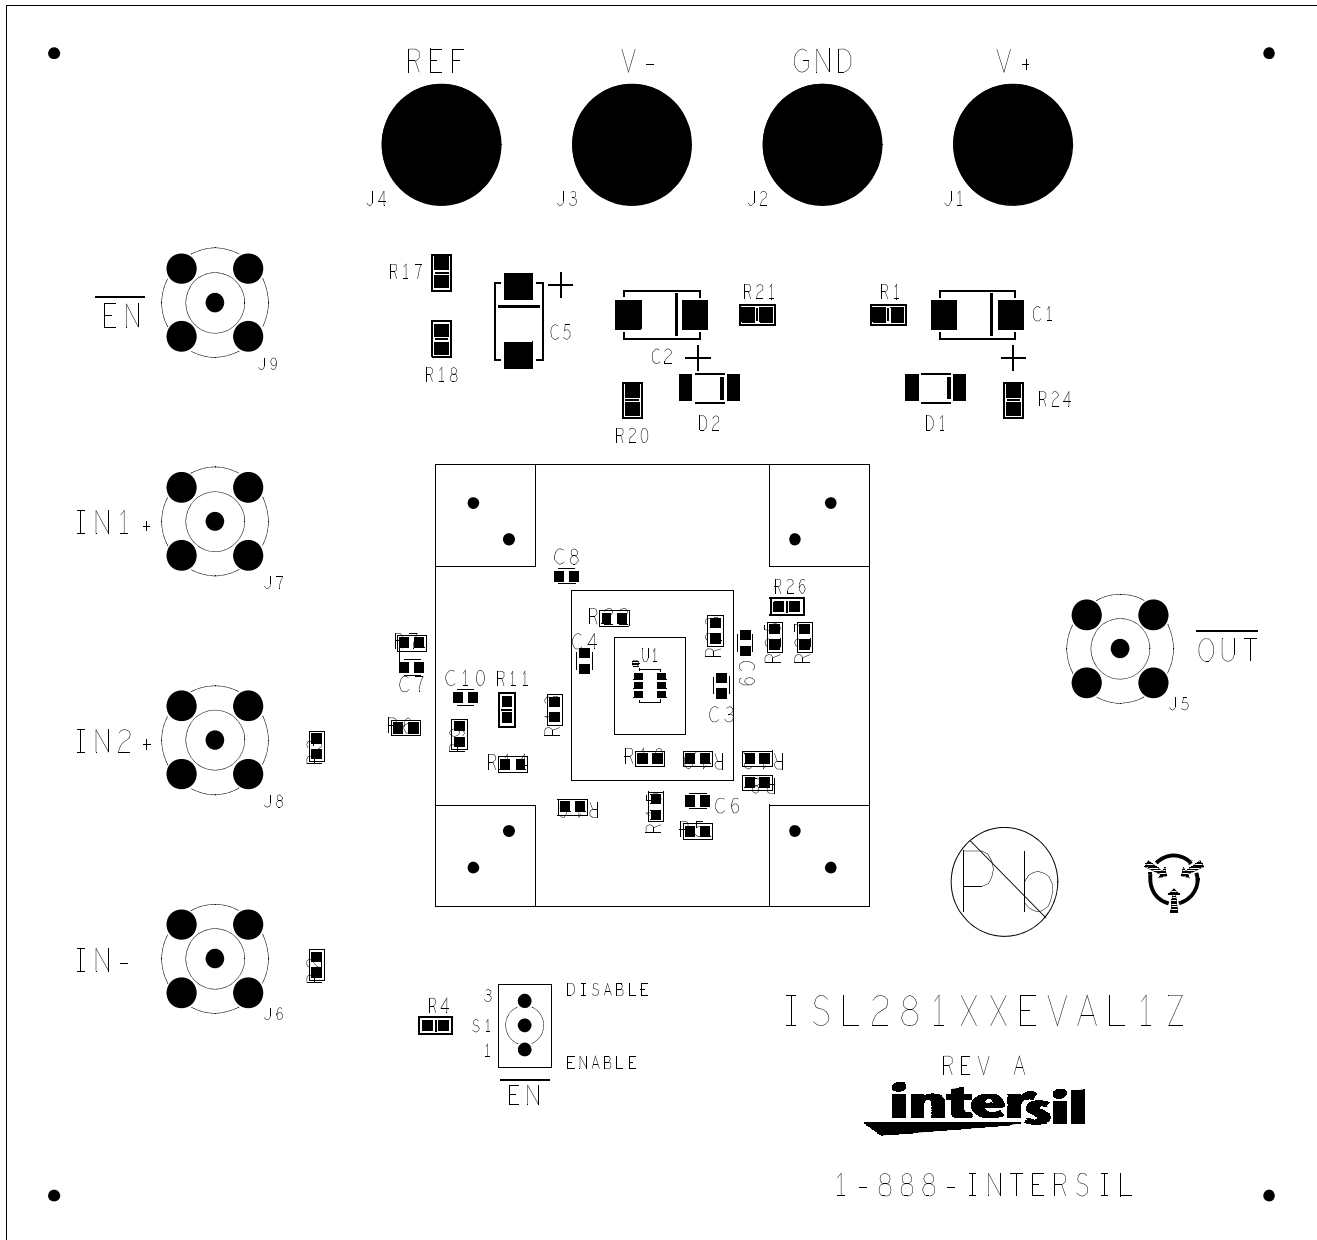 REF V- GND V+
J4 J3 J2 J1
R17 R21 R1
EN C5 C1
J9 R18 C2
R24
R20 D2 D1
IN1+
J7 C8
R26
C4 U1
OUT
C7 C10 R11 C9
C3 J5
IN2+
J8 C6
Pb
IN-
J6
3 DISABLE
R4 S1
1 ENABLE
EN
ISL281XXEVAL1Z
REV A
intersil
1-888-INTERSIL